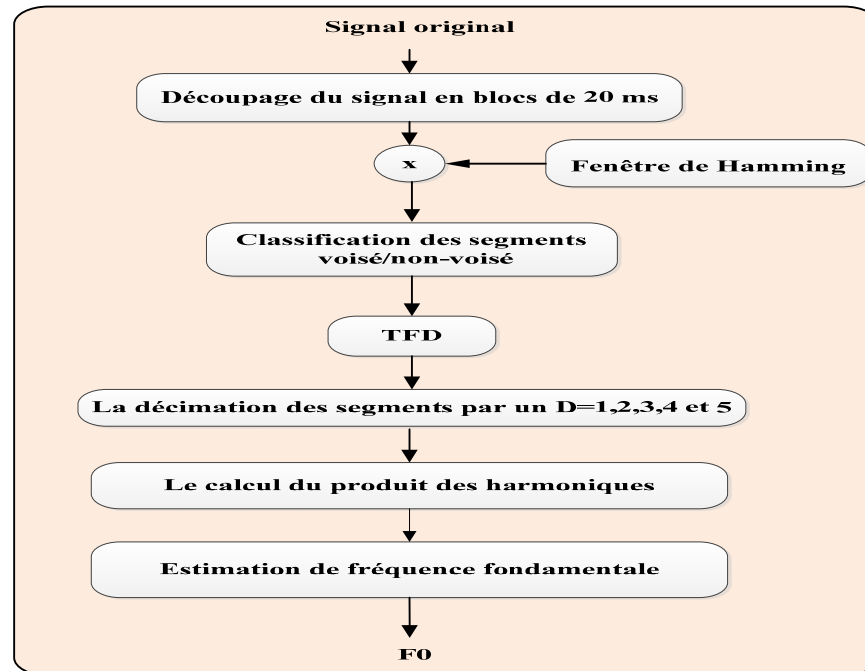 Signal original
Découpage du signal en blocs de 20 ms
x
Fenêtre de Hamming
Classification des segments
voisé/non-voisé
TFD
La décimation des segments par un D=1,2,3,4 et 5
Le calcul du produit des harmoniques
Estimation de fréquence fondamentale
F0